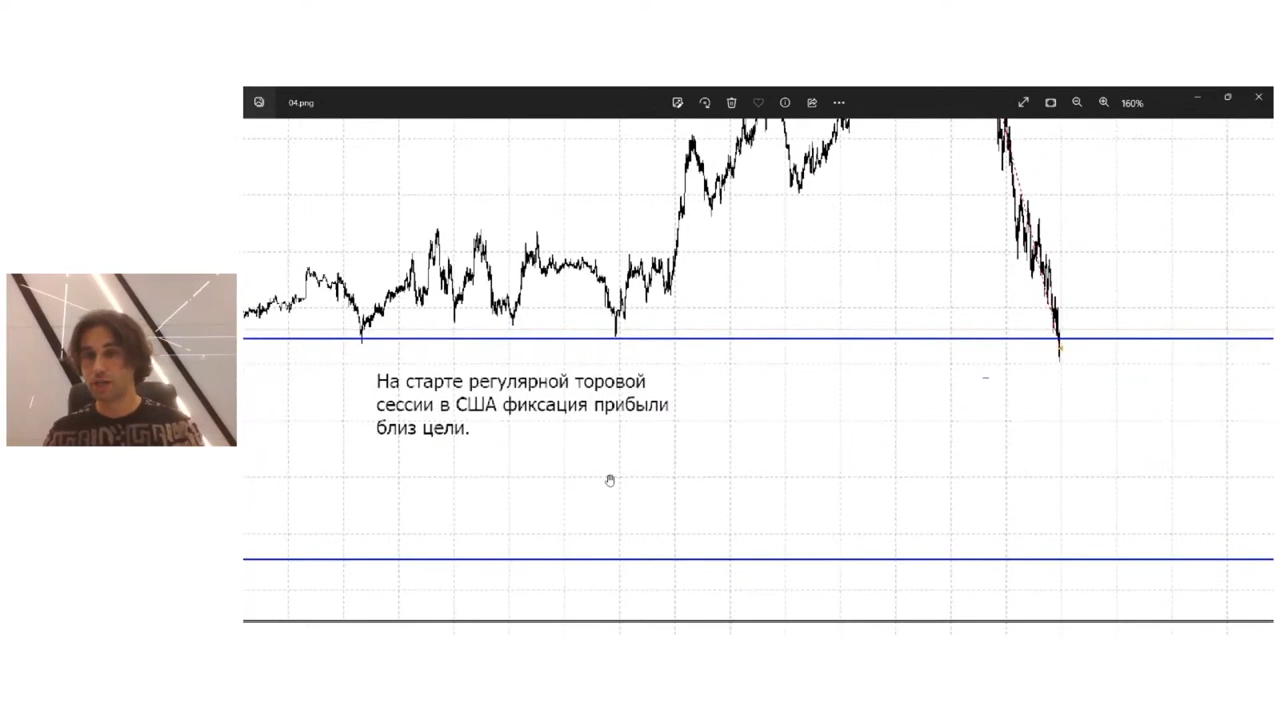 04.png
160%
На старте регулярной торовой
сессии в США фиксация прибыли
близ цели.